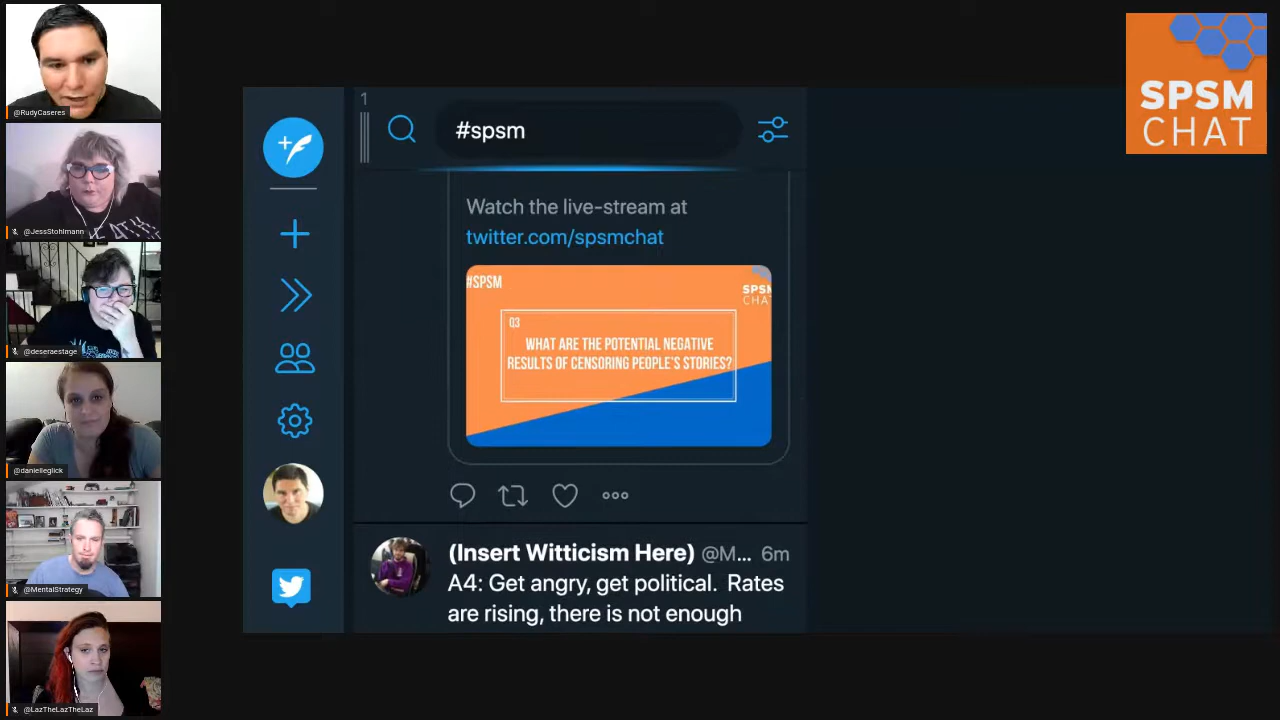 @RudyCaseres
@JessStohlmann
@deseraestage
@danielleglick
@MentalStrategy
@LazTheLazTheLaz
1
#spsm
Watch the live-stream at
twitter.com/spsmchat
#SPSM
SPSM
CHAT
Q3
WHAT ARE THE POTENTIAL NEGATIVE
RESULTS OF CENSORING PEOPLE'S STORIES?
(Insert Witticism Here) @M... 6m
A4: Get angry, get political. Rates
are rising, there is not enough
SPSM
CHAT